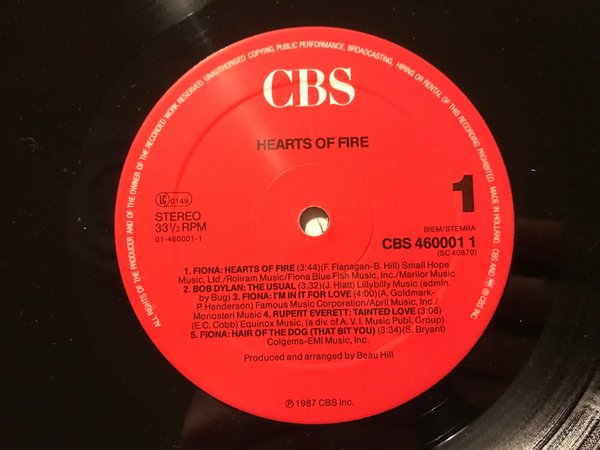 ALL RIGHTS OF THE PRODUCER AND OF THE OWNER OF THE RECORDED WORK RESERVED. UNAUTHORISED COPYING, PUBLIC PERFORMANCE, BROADCASTING, HIRING OR RENTAL OF THIS RECORDING PROHIBITED. MADE IN HOLLAND. CBS AND ℗ CBS INC.
CBS
HEARTS OF FIRE
LC 0149
STEREO
33⅓ RPM
01-460001-1
1
BIEM/STEMRA
CBS 460001 1
(SC 40870)
1. FIONA: HEARTS OF FIRE (3:44)(F. Flanagan-B. Hill) Small Hope
Music, Ltd./Roliram Music/Fiona Blue Fish Music, Inc./Marilor Music
2. BOB DYLAN: THE USUAL (3:32)(J. Hiatt) Lillybilly Music (admin.
by Bug) 3. FIONA: I'M IN IT FOR LOVE (4:00)(A. Goldmark-
P. Henderson) Famous Music Corporation/April Music, Inc./
Monosteri Music 4. RUPERT EVERETT: TAINTED LOVE (3:08)
(E.C. Cobb) Equinox Music, (a div. of A. V. I. Music Publ. Group)
5. FIONA: HAIR OF THE DOG (THAT BIT YOU) (3:34)(S. Bryant)
Colgems-EMI Music, Inc.
Produced and arranged by Beau Hill
℗ 1987 CBS Inc.